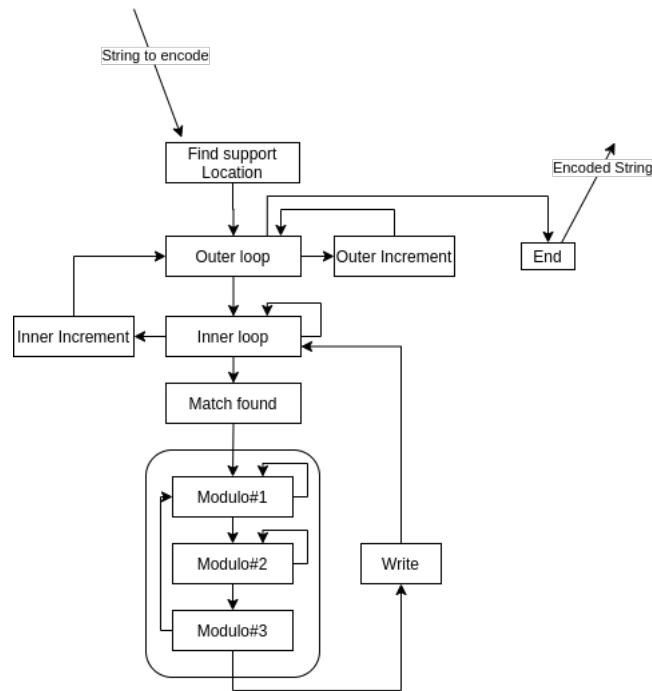 String to encode
Find support
Location
Encoded String
Outer loop
Outer Increment
End
Inner Increment
Inner loop
Match found
Modulo#1
Modulo#2
Write
Modulo#3